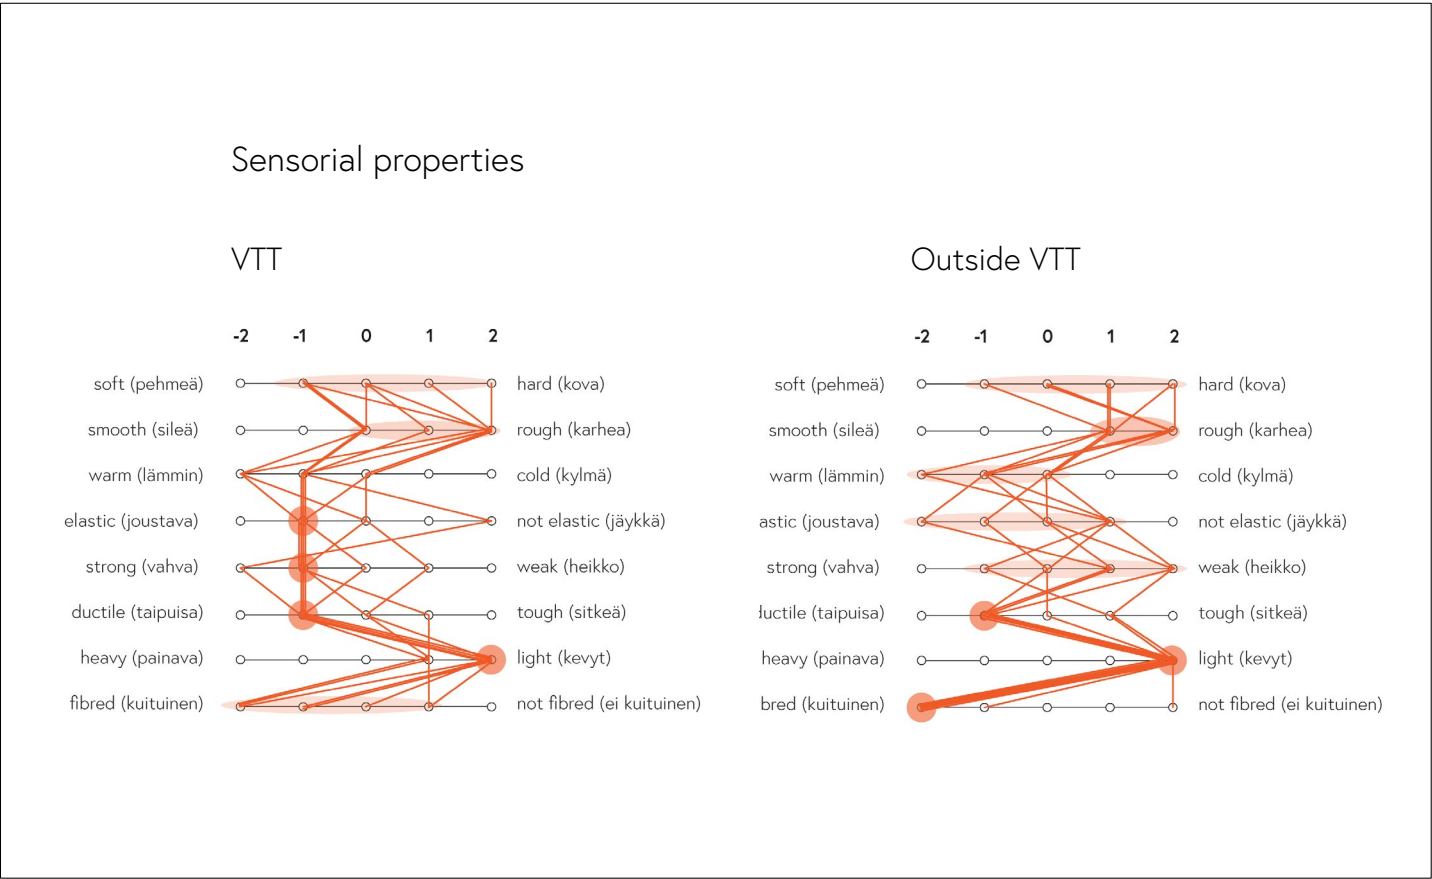 Sensorial properties
VTT
-2 -1 0 1 2
soft (pehmeä) hard (kova)
smooth (sileä) rough (karhea)
warm (lämmin) cold (kylmä)
elastic (joustava) not elastic (jäykkä)
strong (vahva) weak (heikko)
ductile (taipuisa) tough (sitkeä)
heavy (painava) light (kevyt)
fibred (kuituinen) not fibred (ei kuituinen)
Outside VTT
-2 -1 0 1 2
soft (pehmeä) hard (kova)
smooth (sileä) rough (karhea)
warm (lämmin) cold (kylmä)
astic (joustava) not elastic (jäykkä)
strong (vahva) weak (heikko)
ductile (taipuisa) tough (sitkeä)
heavy (painava) light (kevyt)
bred (kuituinen) not fibred (ei kuituinen)